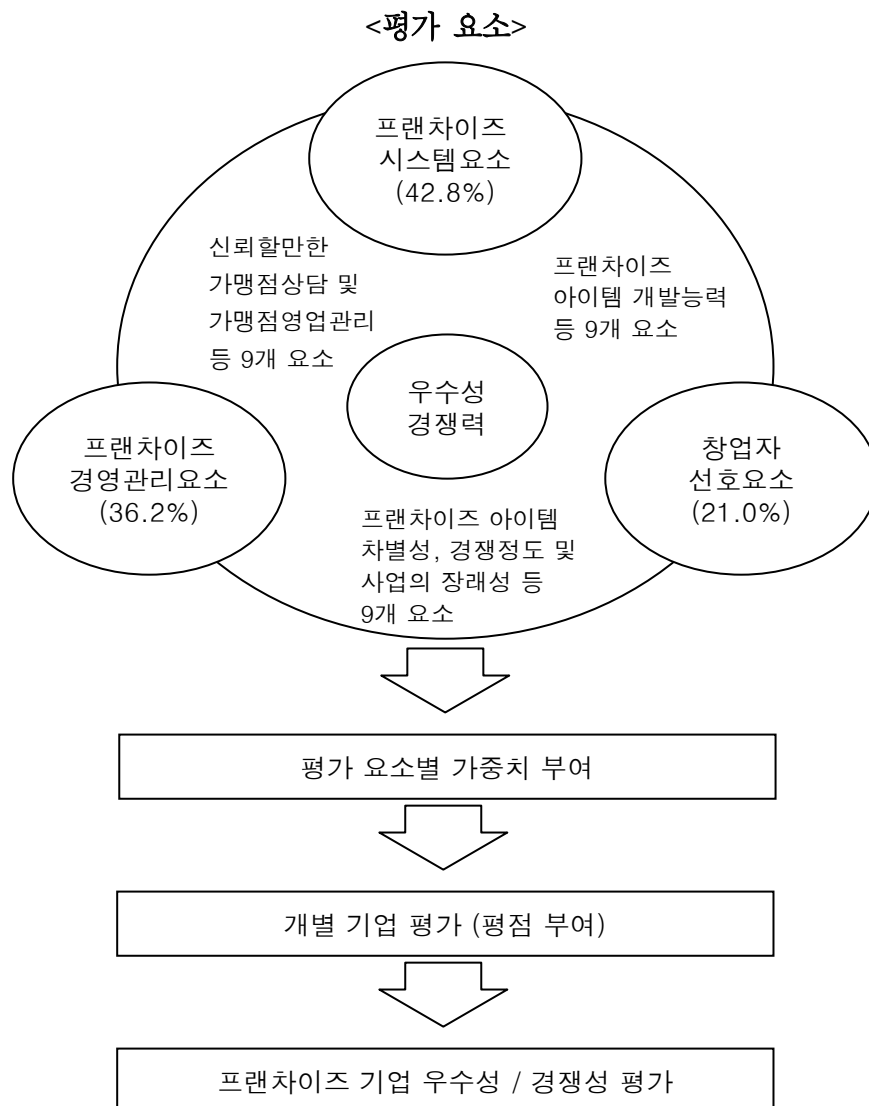 <평가 요소>
프랜차이즈
시스템요소
(42.8%)
신뢰할만한
가맹점상담 및
가맹점영업관리
등 9개 요소
프랜차이즈
아이템 개발능력
등 9개 요소
우수성
경쟁력
프랜차이즈
경영관리요소
(36.2%)
창업자
선호요소
(21.0%)
프랜차이즈 아이템
차별성, 경쟁정도 및
사업의 장래성 등
9개 요소
평가 요소별 가중치 부여
개별 기업 평가 (평점 부여)
프랜차이즈 기업 우수성 / 경쟁성 평가